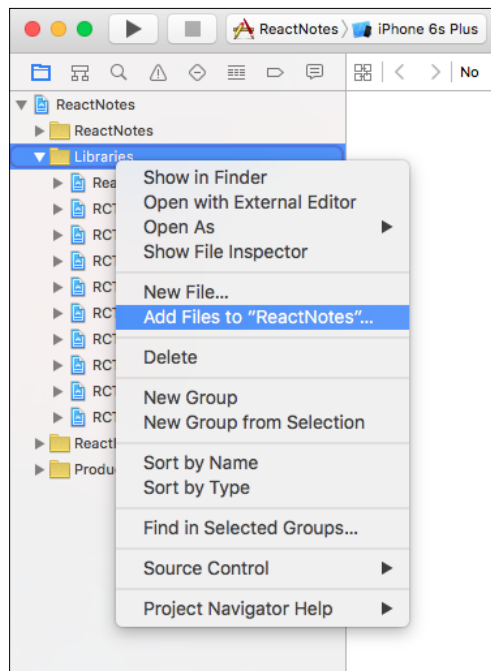 ReactNotes iPhone 6s Plus
No
ReactNotes
ReactNotes
Libraries
Rea
RCT
RCT
RCT
RCT
RCT
RCT
RCT
RCT
RCT
React
Produ
Show in Finder
Open with External Editor
Open As
Show File Inspector
New File...
Add Files to “ReactNotes”...
Delete
New Group
New Group from Selection
Sort by Name
Sort by Type
Find in Selected Groups...
Source Control
Project Navigator Help